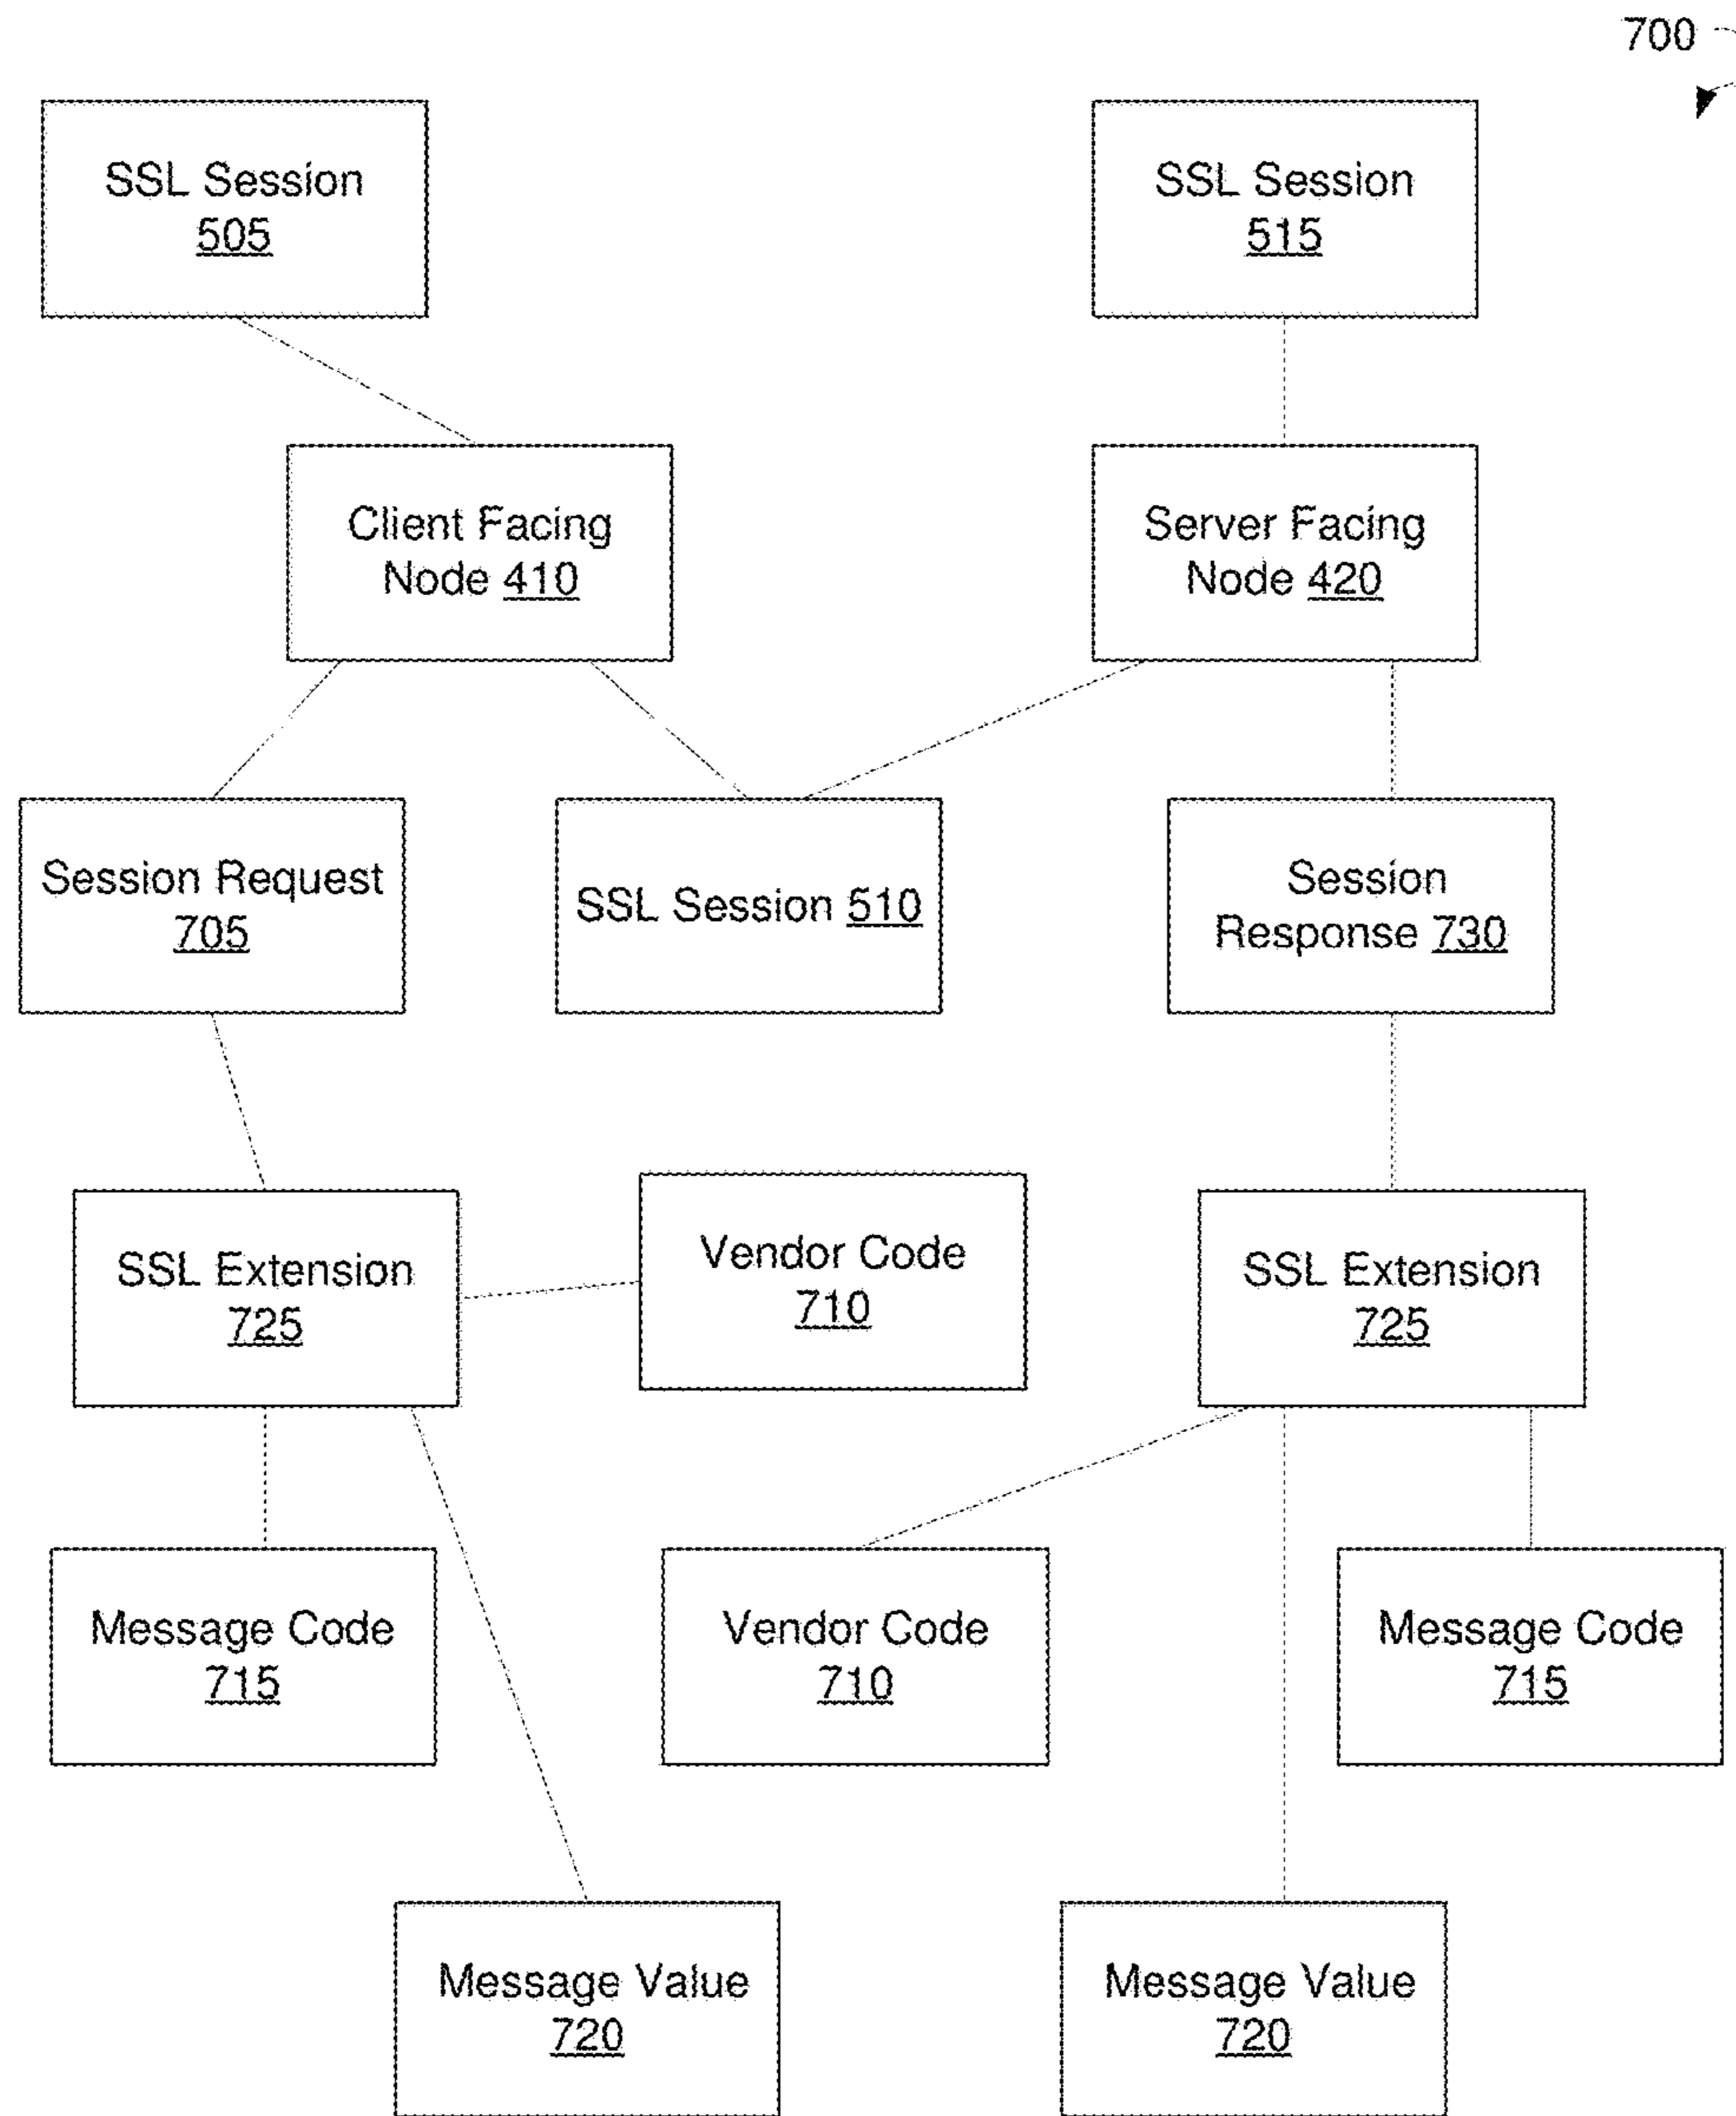 700
SSL Session
505
SSL Session
515
Client Facing
Node 410
Server Facing
Node 420
Session Request
705
SSL Session 510
Session
Response 730
SSL Extension
725
Vendor Code
710
SSL Extension
725
Message Code
715
Vendor Code
710
Message Code
715
Message Value
720
Message Value
720